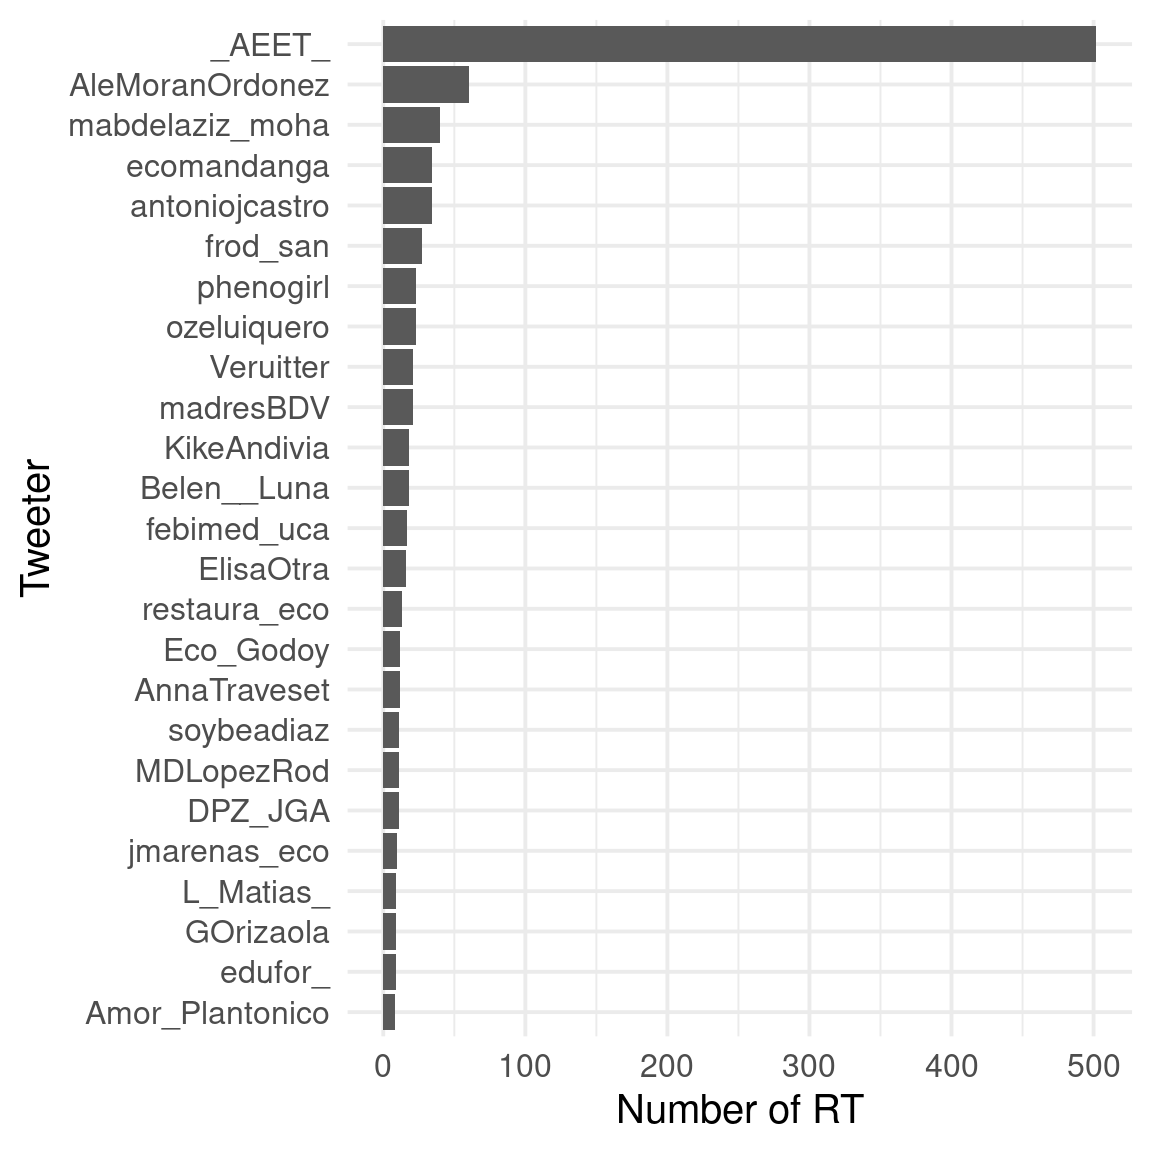 _AEET_
AleMoranOrdonez
mabdelaziz_moha
ecomandanga
antoniojcastro
frod_san
phenogirl
ozeluiquero
Veruitter
madresBDV
KikeAndivia
Belen__Luna
febimed_uca
ElisaOtra
restaura_eco
Eco_Godoy
AnnaTraveset
soybeadiaz
MDLopezRod
DPZ_JGA
jmarenas_eco
L_Matias_
GOrizaola
edufor_
Amor_Plantonico
Tweeter
0 100 200 300 400 500
Number of RT